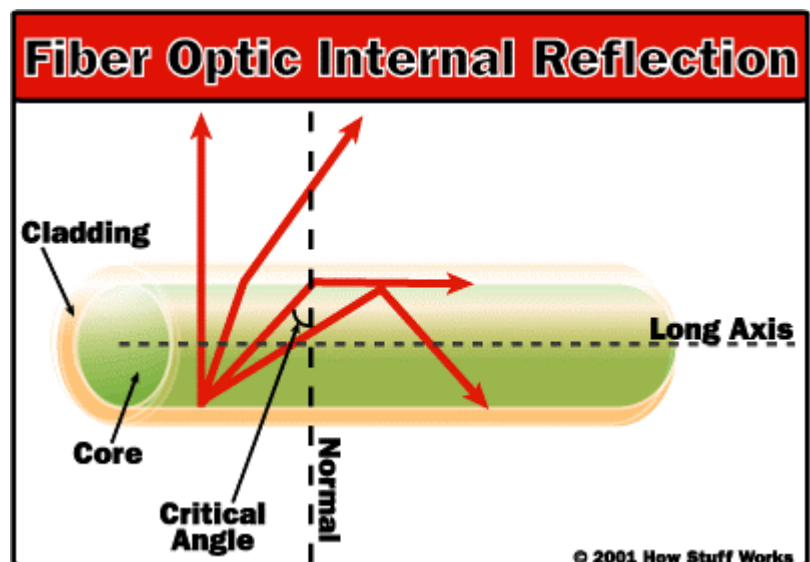 Fiber Optic Internal Reflection
Cladding
Long Axis
Core
Normal
Critical
Angle
© 2001 How Stuff Works